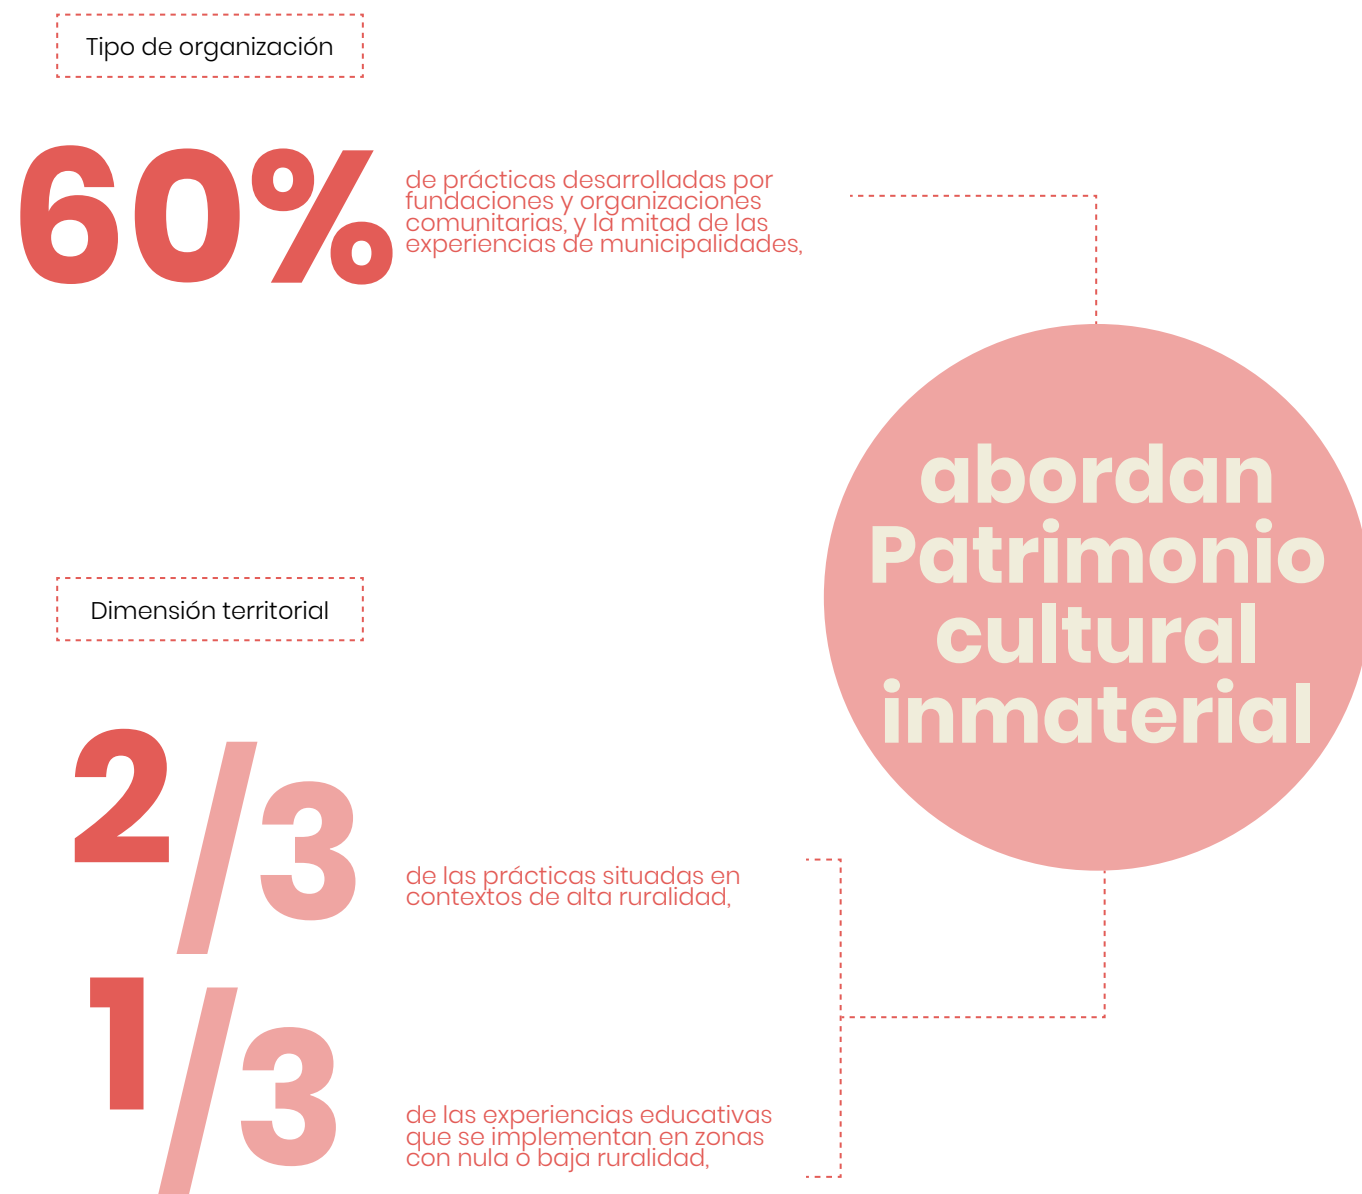 Tipo de organización
60%
de prácticas desarrolladas por
fundaciones y organizaciones
comunitarias, y la mitad de las
experiencias de municipalidades,
abordan
Patrimonio
cultural
inmaterial
Dimensión territorial
2/3
de las prácticas situadas en
contextos de alta ruralidad,
1/3
de las experiencias educativas
que se implementan en zonas
con nula o baja ruralidad,